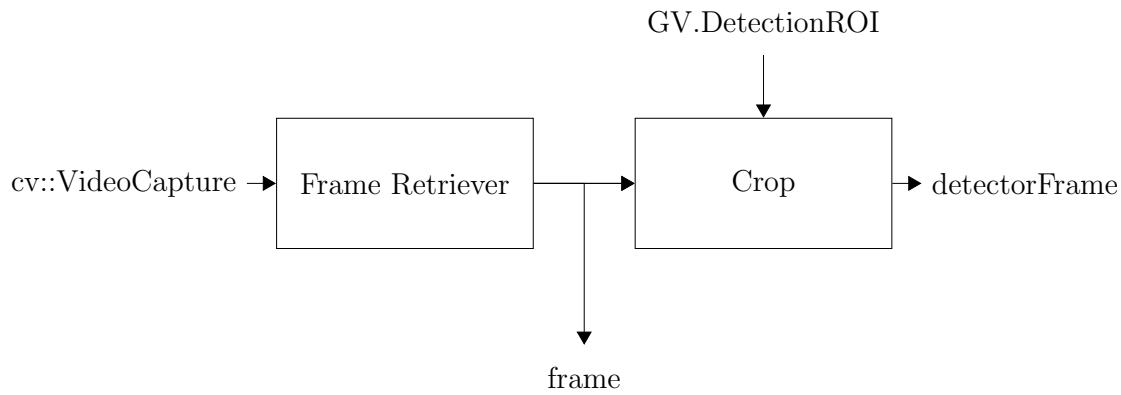 GV.DetectionROI
cv::VideoCapture
Frame Retriever
Crop
detectorFrame
frame